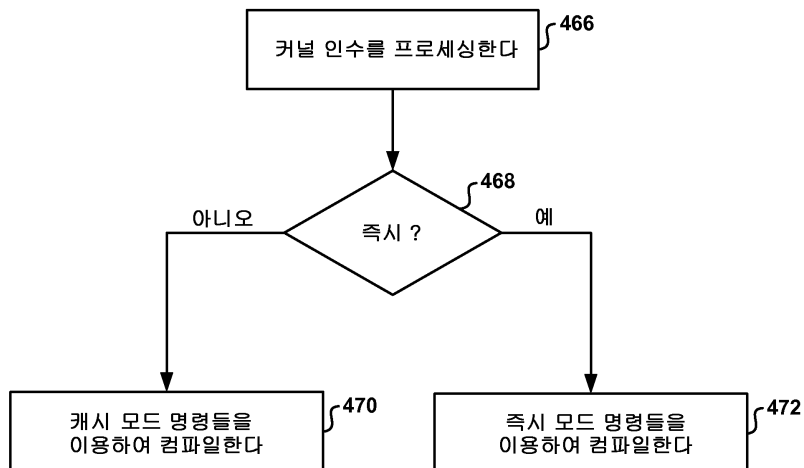 커널 인수를 프로세싱한다
466
468
즉시 ?
아니오
예
캐시 모드 명령들을
이용하여 컴파일한다
470
즉시 모드 명령들을
이용하여 컴파일한다
472